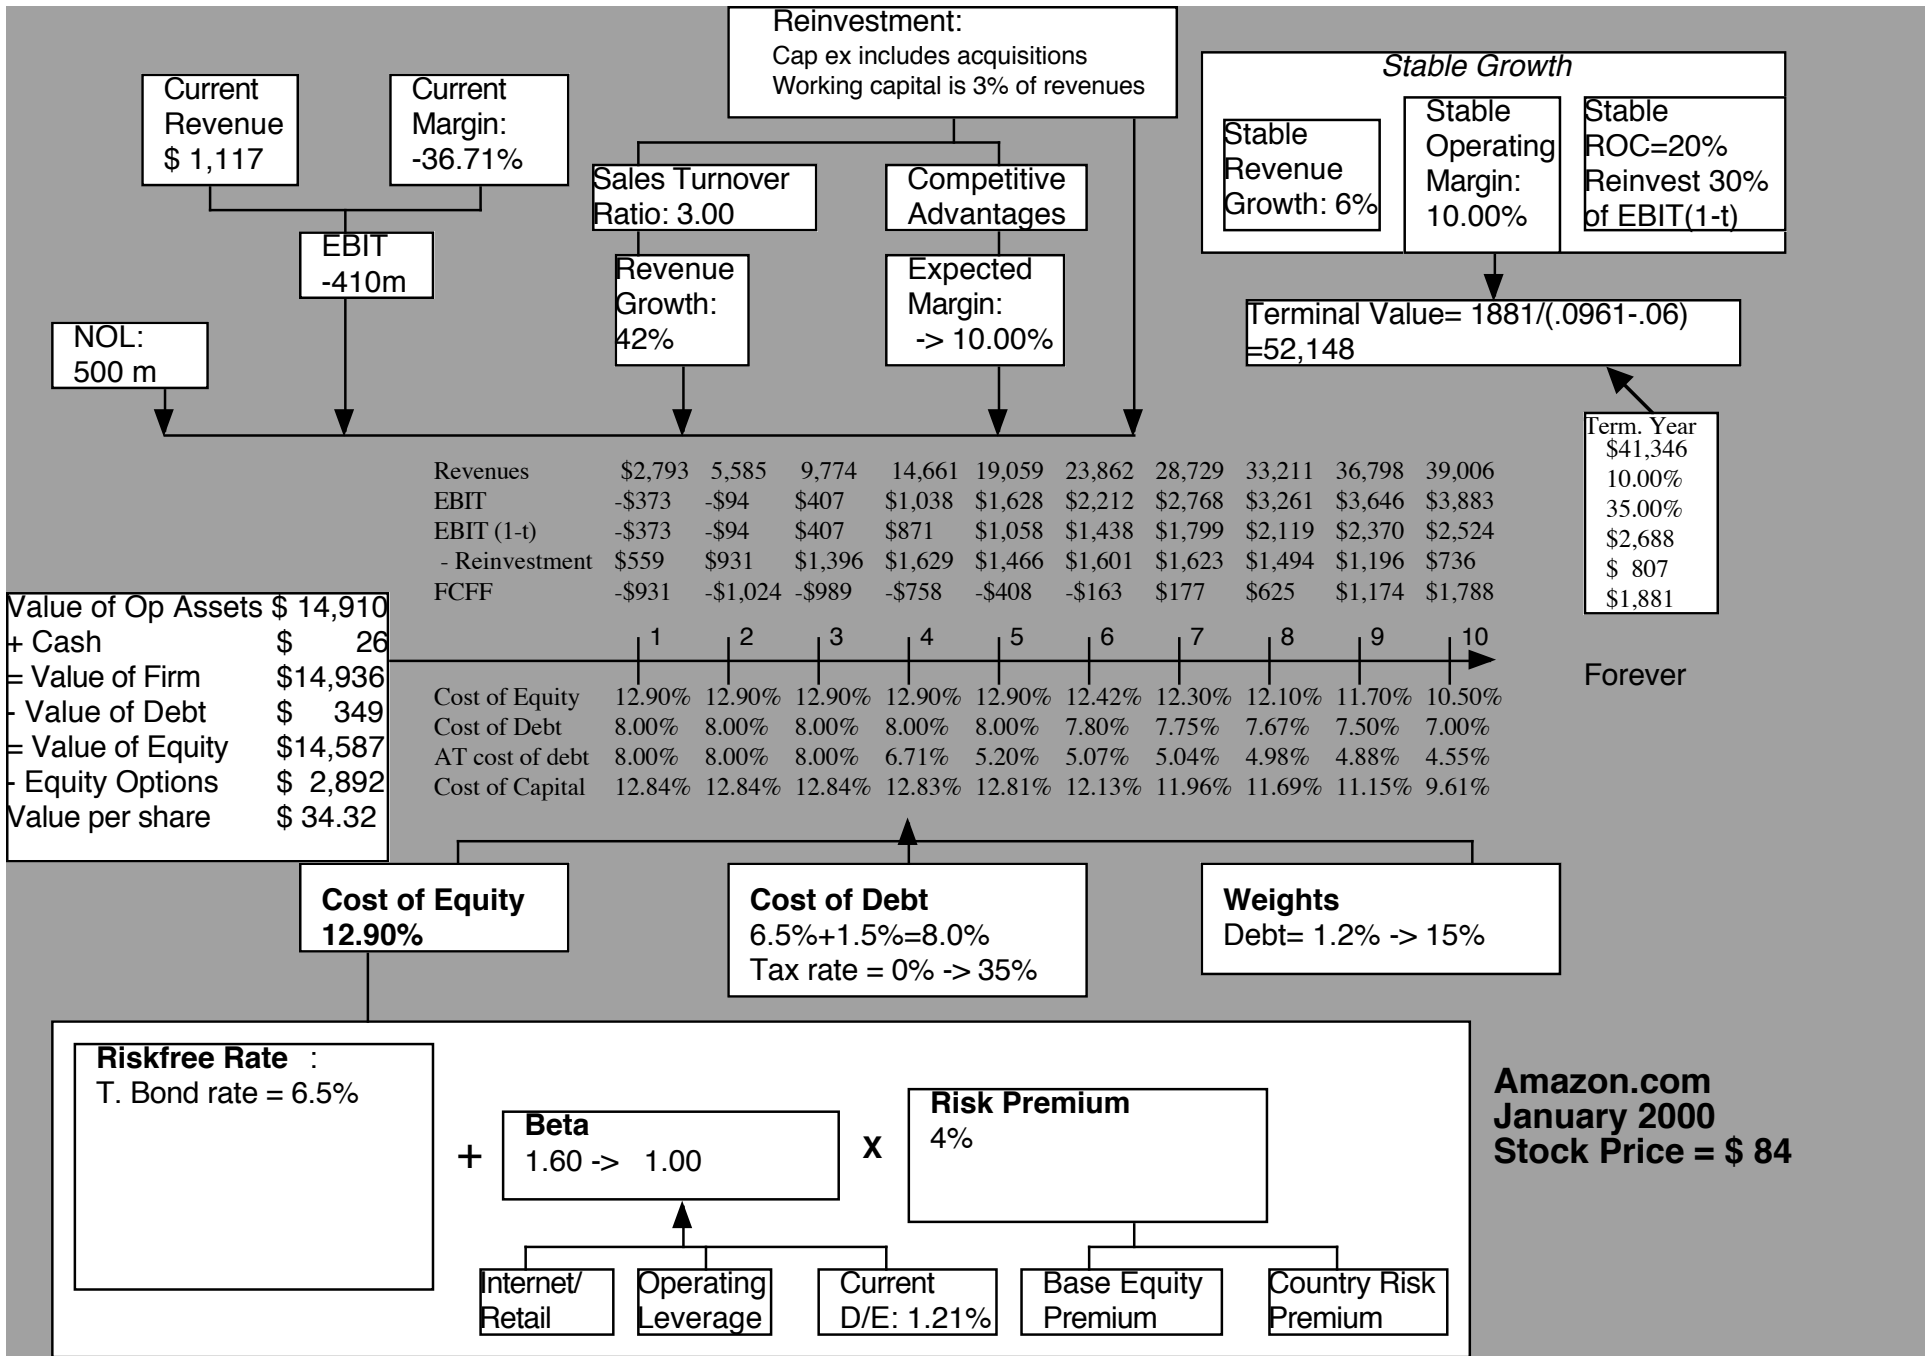 Reinvestment:
Cap ex includes acquisitions
Working capital is 3% of revenues
Stable Growth
Current
Revenue
$ 1,117
Current
Margin:
-36.71%
Stable
Revenue
Growth: 6%
Stable
Operating
Margin:
10.00%
Stable
ROC=20%
Reinvest 30%
of EBIT(1-t)
Sales Turnover
Ratio: 3.00
Competitive
Advantages
EBIT
-410m
Revenue
Growth:
42%
Expected
Margin:
-> 10.00%
NOL:
500 m
Terminal Value= 1881/(.0961-.06)
=52,148
Term. Year
$41,346
10.00%
35.00%
$2,688
$ 807
$1,881
Revenues $2,793 5,585 9,774 14,661 19,059 23,862 28,729 33,211 36,798 39,006
EBIT -$373 -$94 $407 $1,038 $1,628 $2,212 $2,768 $3,261 $3,646 $3,883
EBIT (1-t) -$373 -$94 $407 $871 $1,058 $1,438 $1,799 $2,119 $2,370 $2,524
- Reinvestment $559 $931 $1,396 $1,629 $1,466 $1,601 $1,623 $1,494 $1,196 $736
FCFF -$931 -$1,024 -$989 -$758 -$408 -$163 $177 $625 $1,174 $1,788
1 2 3 4 5 6 7 8 9 10
Forever
Value of Op Assets $ 14,910
+ Cash $ 26
= Value of Firm $14,936
- Value of Debt $ 349
= Value of Equity $14,587
- Equity Options $ 2,892
Value per share $ 34.32
Cost of Equity 12.90% 12.90% 12.90% 12.90% 12.90% 12.42% 12.30% 12.10% 11.70% 10.50%
Cost of Debt 8.00% 8.00% 8.00% 8.00% 8.00% 7.80% 7.75% 7.67% 7.50% 7.00%
AT cost of debt 8.00% 8.00% 8.00% 6.71% 5.20% 5.07% 5.04% 4.98% 4.88% 4.55%
Cost of Capital 12.84% 12.84% 12.84% 12.83% 12.81% 12.13% 11.96% 11.69% 11.15% 9.61%
Cost of Equity
12.90%
Cost of Debt
6.5%+1.5%=8.0%
Tax rate = 0% -> 35%
Weights
Debt= 1.2% -> 15%
Riskfree Rate :
T. Bond rate = 6.5%
+
Beta
1.60 -> 1.00
X
Risk Premium
4%
Internet/
Retail
Operating
Leverage
Current
D/E: 1.21%
Base Equity
Premium
Country Risk
Premium
Amazon.com
January 2000
Stock Price = $ 84